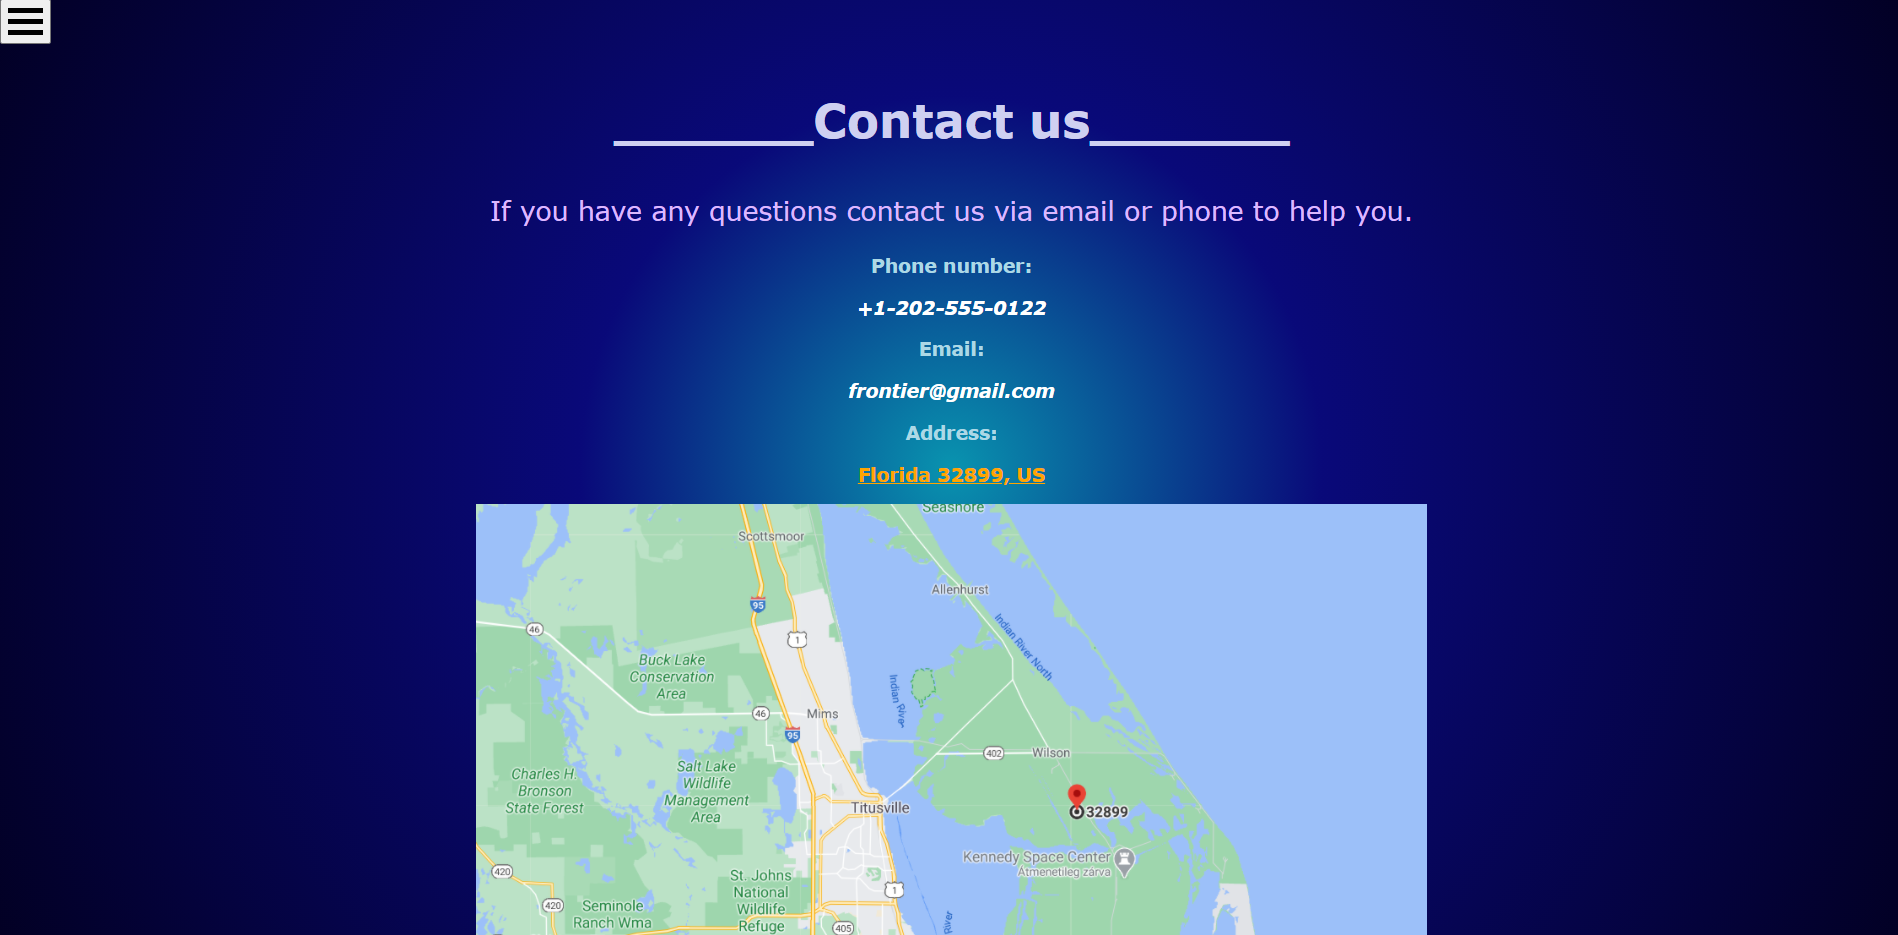 ________Contact us________
If you have any questions contact us via email or phone to help you.
Phone number:
+1-202-555-0122
Email:
frontier@gmail.com
Address:
Florida 32899, US
Seashore
Scottsmoor
Allenhurst
95
46
1
Indian River North
Buck Lake
Conservation
Area
Indian River
46
Mims
95
402
Wilson
Salt Lake
Wildlife
Management
Area
Charles H.
Bronson
State Forest
Titusville
32899
Kennedy Space Center
Átmenetileg zárva
420
St. Johns
National
Wildlife
Refuge
1
420
Seminole
Ranch Wma
405
River